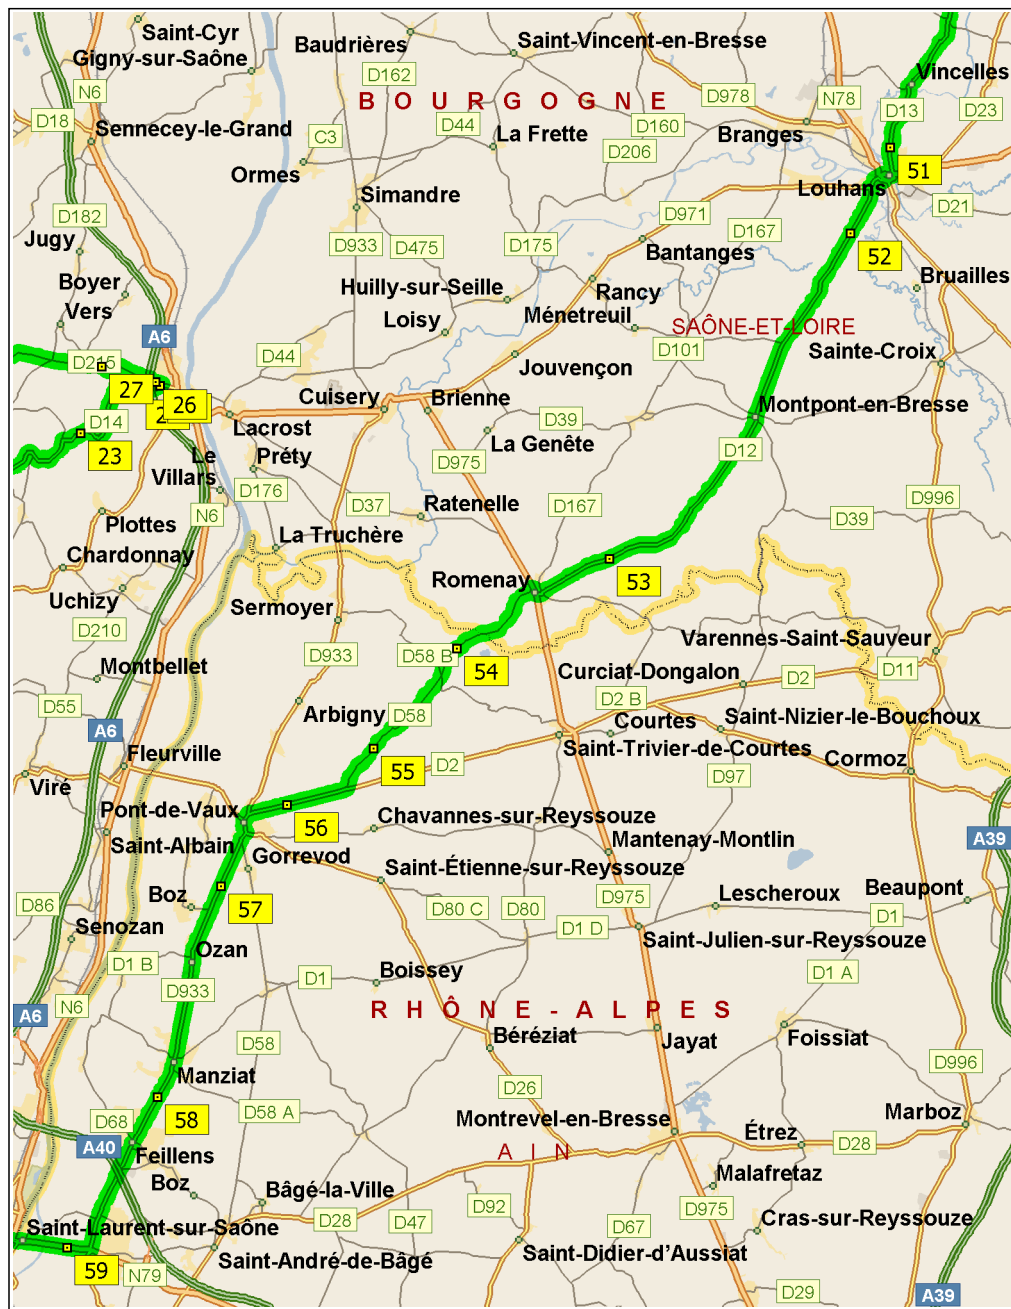 Saint-Cyr
Baudrières
Saint-Vincent-en-Bresse
Gigny-sur-Saône
D162
Vincelles
N6
BOURGOGNE
D978
N78
D13
D23
D18
Sennecey-le-Grand
C3
D44
La Frette
D160
Branges
D206
51
Ormes
Simandre
Louhans
D182
D971
D21
Jugy
D933
D475
D175
D167
Bantanges
52
Boyer
Huilly-sur-Seille
Rancy
Bruailles
Vers
Loisy
Ménetreuil
SAÔNE-ET-LOIRE
A6
D215
D44
D101
Sainte-Croix
Jouvençon
27
26
Cuisery
Brienne
Montpont-en-Bresse
D14
Lacrost
D39
La Genête
23
Le
Villars
Préty
D975
D12
D176
D996
N6
D37
Ratenelle
D167
D39
Plottes
La Truchère
Chardonnay
Romenay
53
Uchizy
Sermoyer
D210
Varennes-Saint-Sauveur
Montbellet
D933
D58 B
54
Curciat-Dongalon
D2
D11
D55
Arbigny
D58
D2 B
Courtes
Saint-Nizier-le-Bouchoux
A6
Fleurville
Saint-Trivier-de-Courtes
Cormoz
Viré
D2
55
D97
Pont-de-Vaux
56
Chavannes-sur-Reyssouze
Saint-Albain
Gorrevod
Mantenay-Montlin
A39
Saint-Étienne-sur-Reyssouze
Boz
57
D975
Lescheroux
Beaupont
D86
D80 C
D80
D1
Senozan
Ozan
D1 D
Saint-Julien-sur-Reyssouze
D1 B
D1
Boissey
D1 A
D933
N6
A6
RHÔNE-ALPES
D58
Béréziat
Jayat
Foissiat
Manziat
D996
D26
58
D58 A
D68
Montrevel-en-Bresse
Marboz
A40
Feillens
Étrez
D28
AIN
Boz
Malafretaz
Bâgé-la-Ville
D92
D975
Saint-Laurent-sur-Saône
D28
D47
D67
Cras-sur-Reyssouze
Saint-André-de-Bâgé
Saint-Didier-d'Aussiat
59
N79
D29
A39